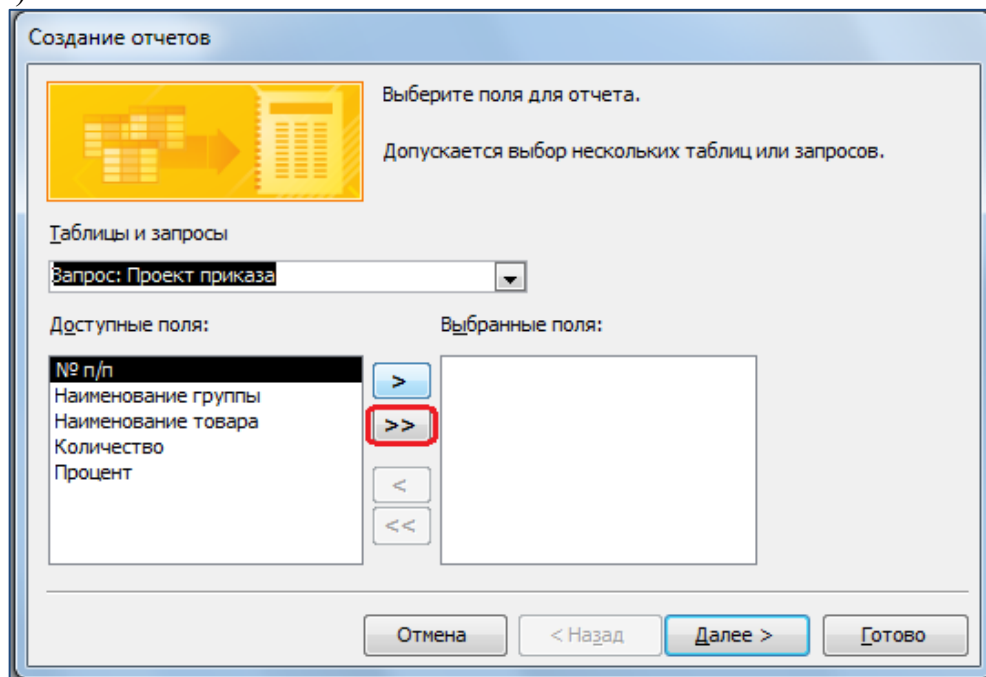 )
Создание отчетов
Выберите поля для отчета.
Допускается выбор нескольких таблиц или запросов.
Таблицы и запросы
Запрос: Проект приказа
Доступные поля:
Выбранные поля:
№ п/п
Наименование группы
Наименование товара
Количество
Процент
>
>>
<
<<
Отмена
< Назад
Далее >
Готово